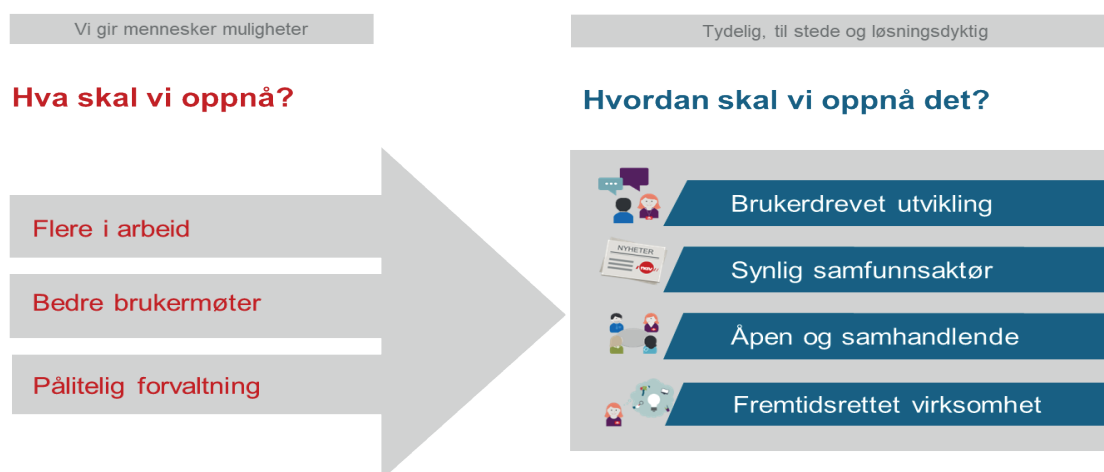 Vi gir mennesker muligheter
Hva skal vi oppnå?
Flere i arbeid
Bedre brukermøter
Pålitelig forvaltning
Tydelig, til stede og løsningsdyktig
Hvordan skal vi oppnå det?
Brukerdrevet utvikling
NYHETER
nav
Synlig samfunnsaktør
Åpen og samhandlende
Fremtidsrettet virksomhet